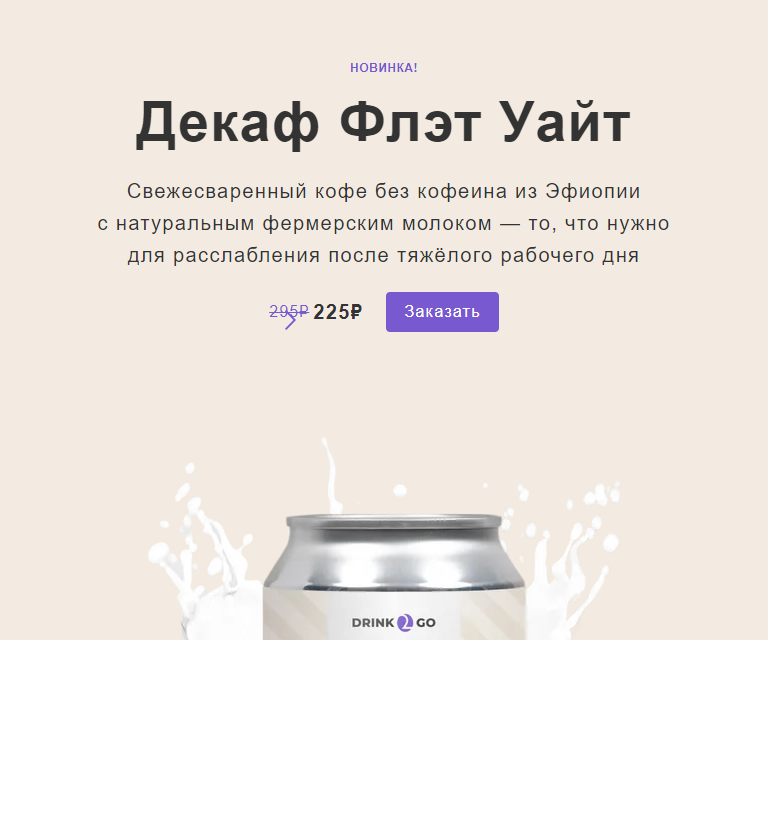 НОВИНКА!
Декаф Флэт Уайт
Свежесваренный кофе без кофеина из Эфиопии
с натуральным фермерским молоком — то, что нужно
для расслабления после тяжёлого рабочего дня
295₽ 225₽ Заказать
DRINK 2 GO